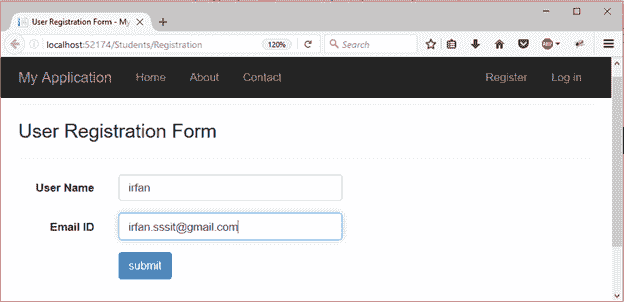 User Registration Form - My
localhost:52174/Students/Registration 120% Search
My Application Home About Contact Register Log in
User Registration Form
User Name irfan
Email ID irfan.sssit@gmail.com
submit